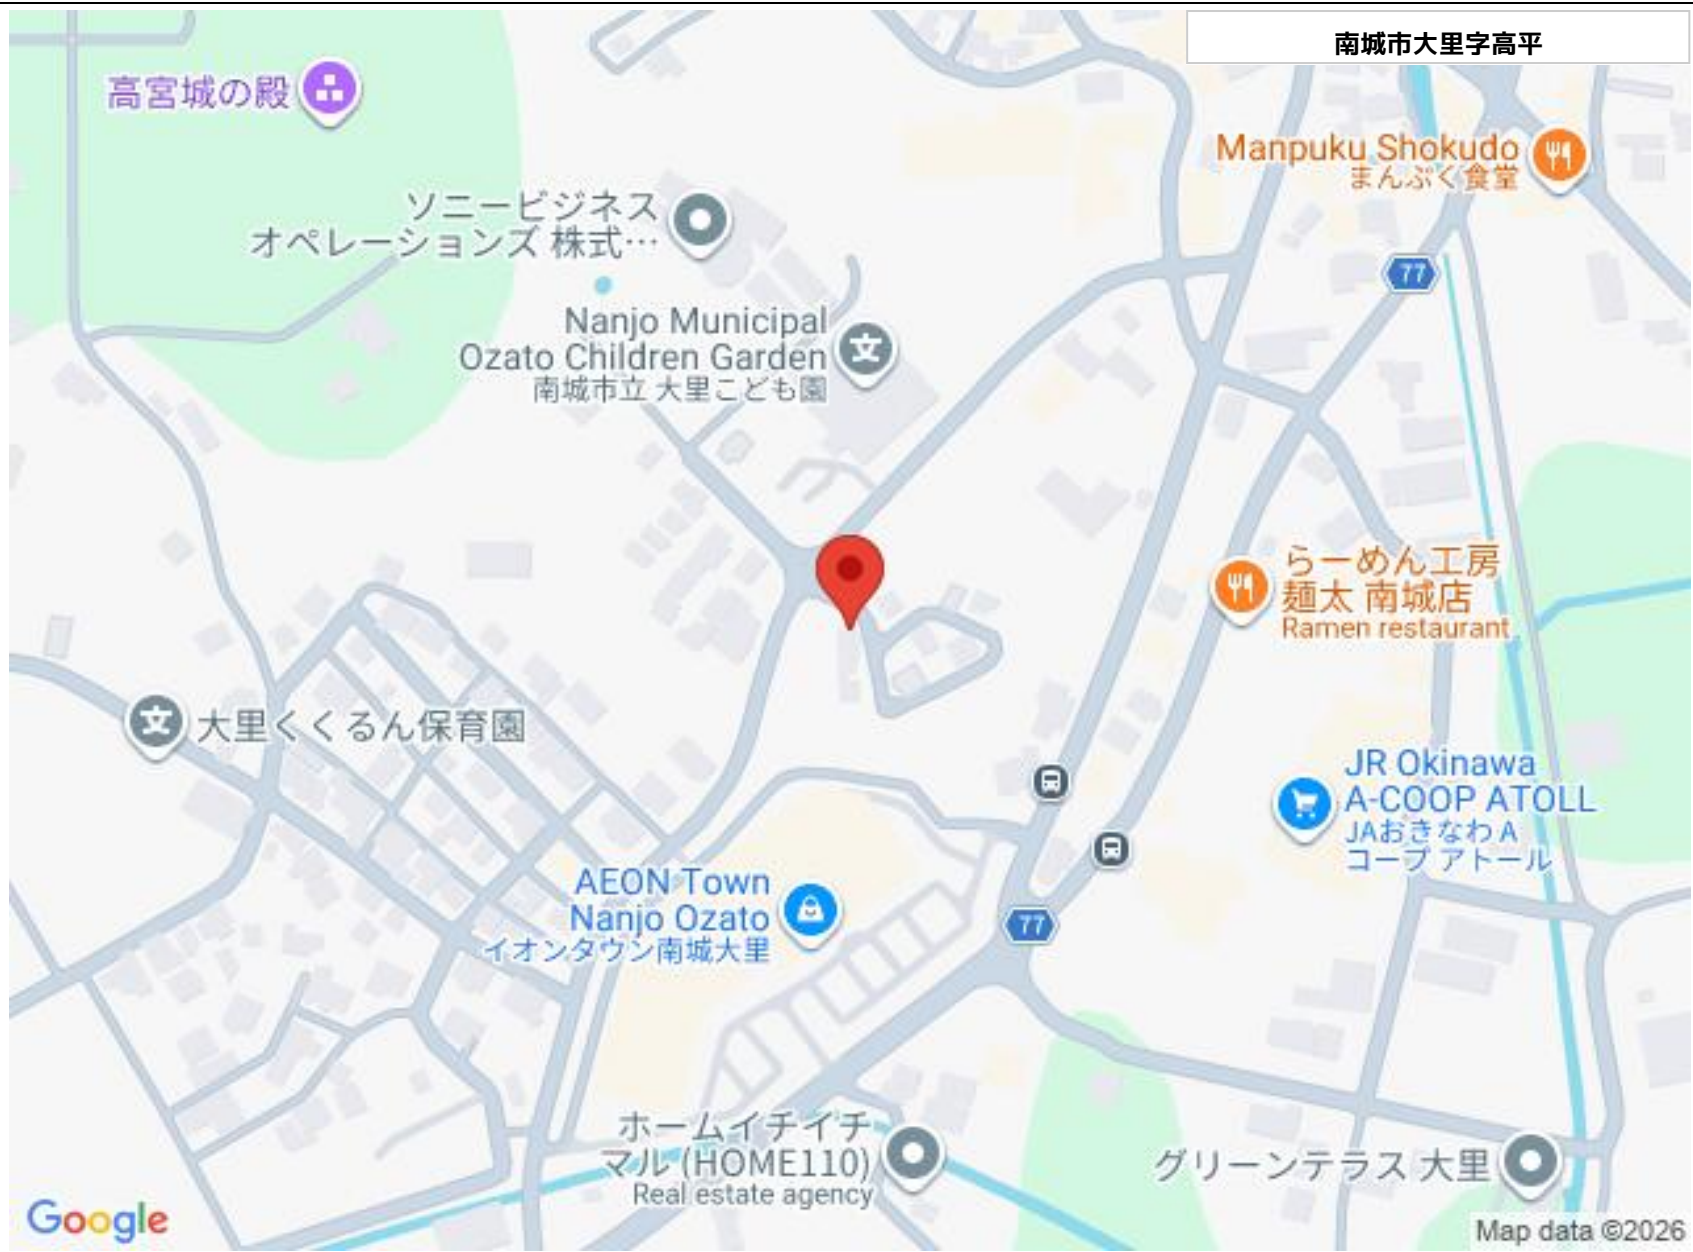 南城市大里字高平
高宮城の殿
Manpuku Shokudo
まんぷく食堂
ソニービジネス
オペレーションズ 株式…
77
Nanjo Municipal
Ozato Children Garden
南城市立 大里こども園
らーめん工房
麺太 南城店
Ramen restaurant
大里くくるん保育園
JR Okinawa
A-COOP ATOLL
JAおきなわ A
コープ アトール
AEON Town
Nanjo Ozato
イオンタウン南城大里
77
ホームイチイチ
マル (HOME110)
Real estate agency
グリーンテラス 大里
Google
Map data ©2026